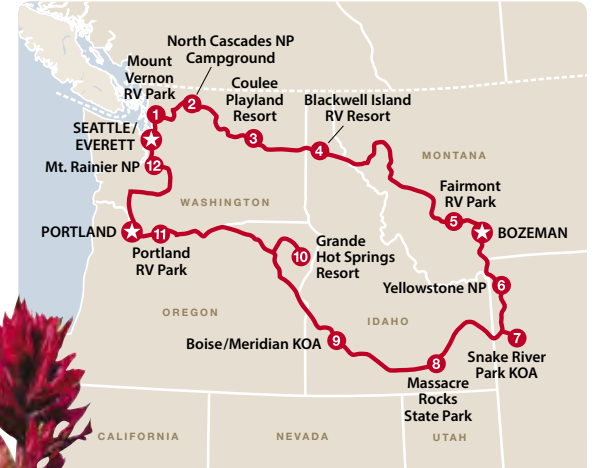 North Cascades NP
Campground
Mount
Vernon
RV Park
Coulee
Playland
Resort
Blackwell Island
RV Resort
1
2
3
4
SEATTLE/
EVERETT
Mt. Rainier NP
12
MONTANA
Fairmont
RV Park
5
BOZEMAN
WASHINGTON
PORTLAND
11
Portland
RV Park
10
Grande
Hot Springs
Resort
Yellowstone NP
6
OREGON
IDAHO
Boise/Meridian KOA
9
7
Snake River
Park KOA
8
Massacre
Rocks
State Park
CALIFORNIA
NEVADA
UTAH